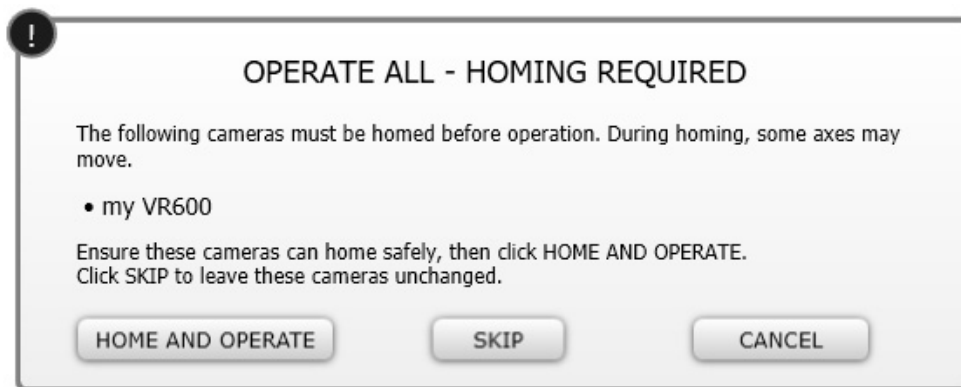 !
OPERATE ALL - HOMING REQUIRED
The following cameras must be homed before operation. During homing, some axes may
move.
• my VR600
Ensure these cameras can home safely, then click HOME AND OPERATE.
Click SKIP to leave these cameras unchanged.
HOME AND OPERATE SKIP CANCEL